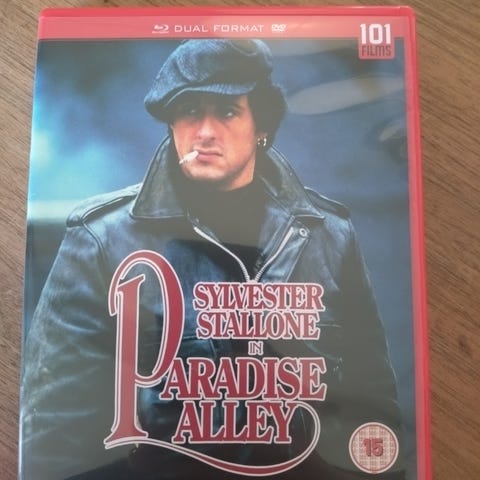 DUAL FORMAT
101
FILMS
SYLVESTER
STALLONE
IN
PARADISE
ALLEY
15